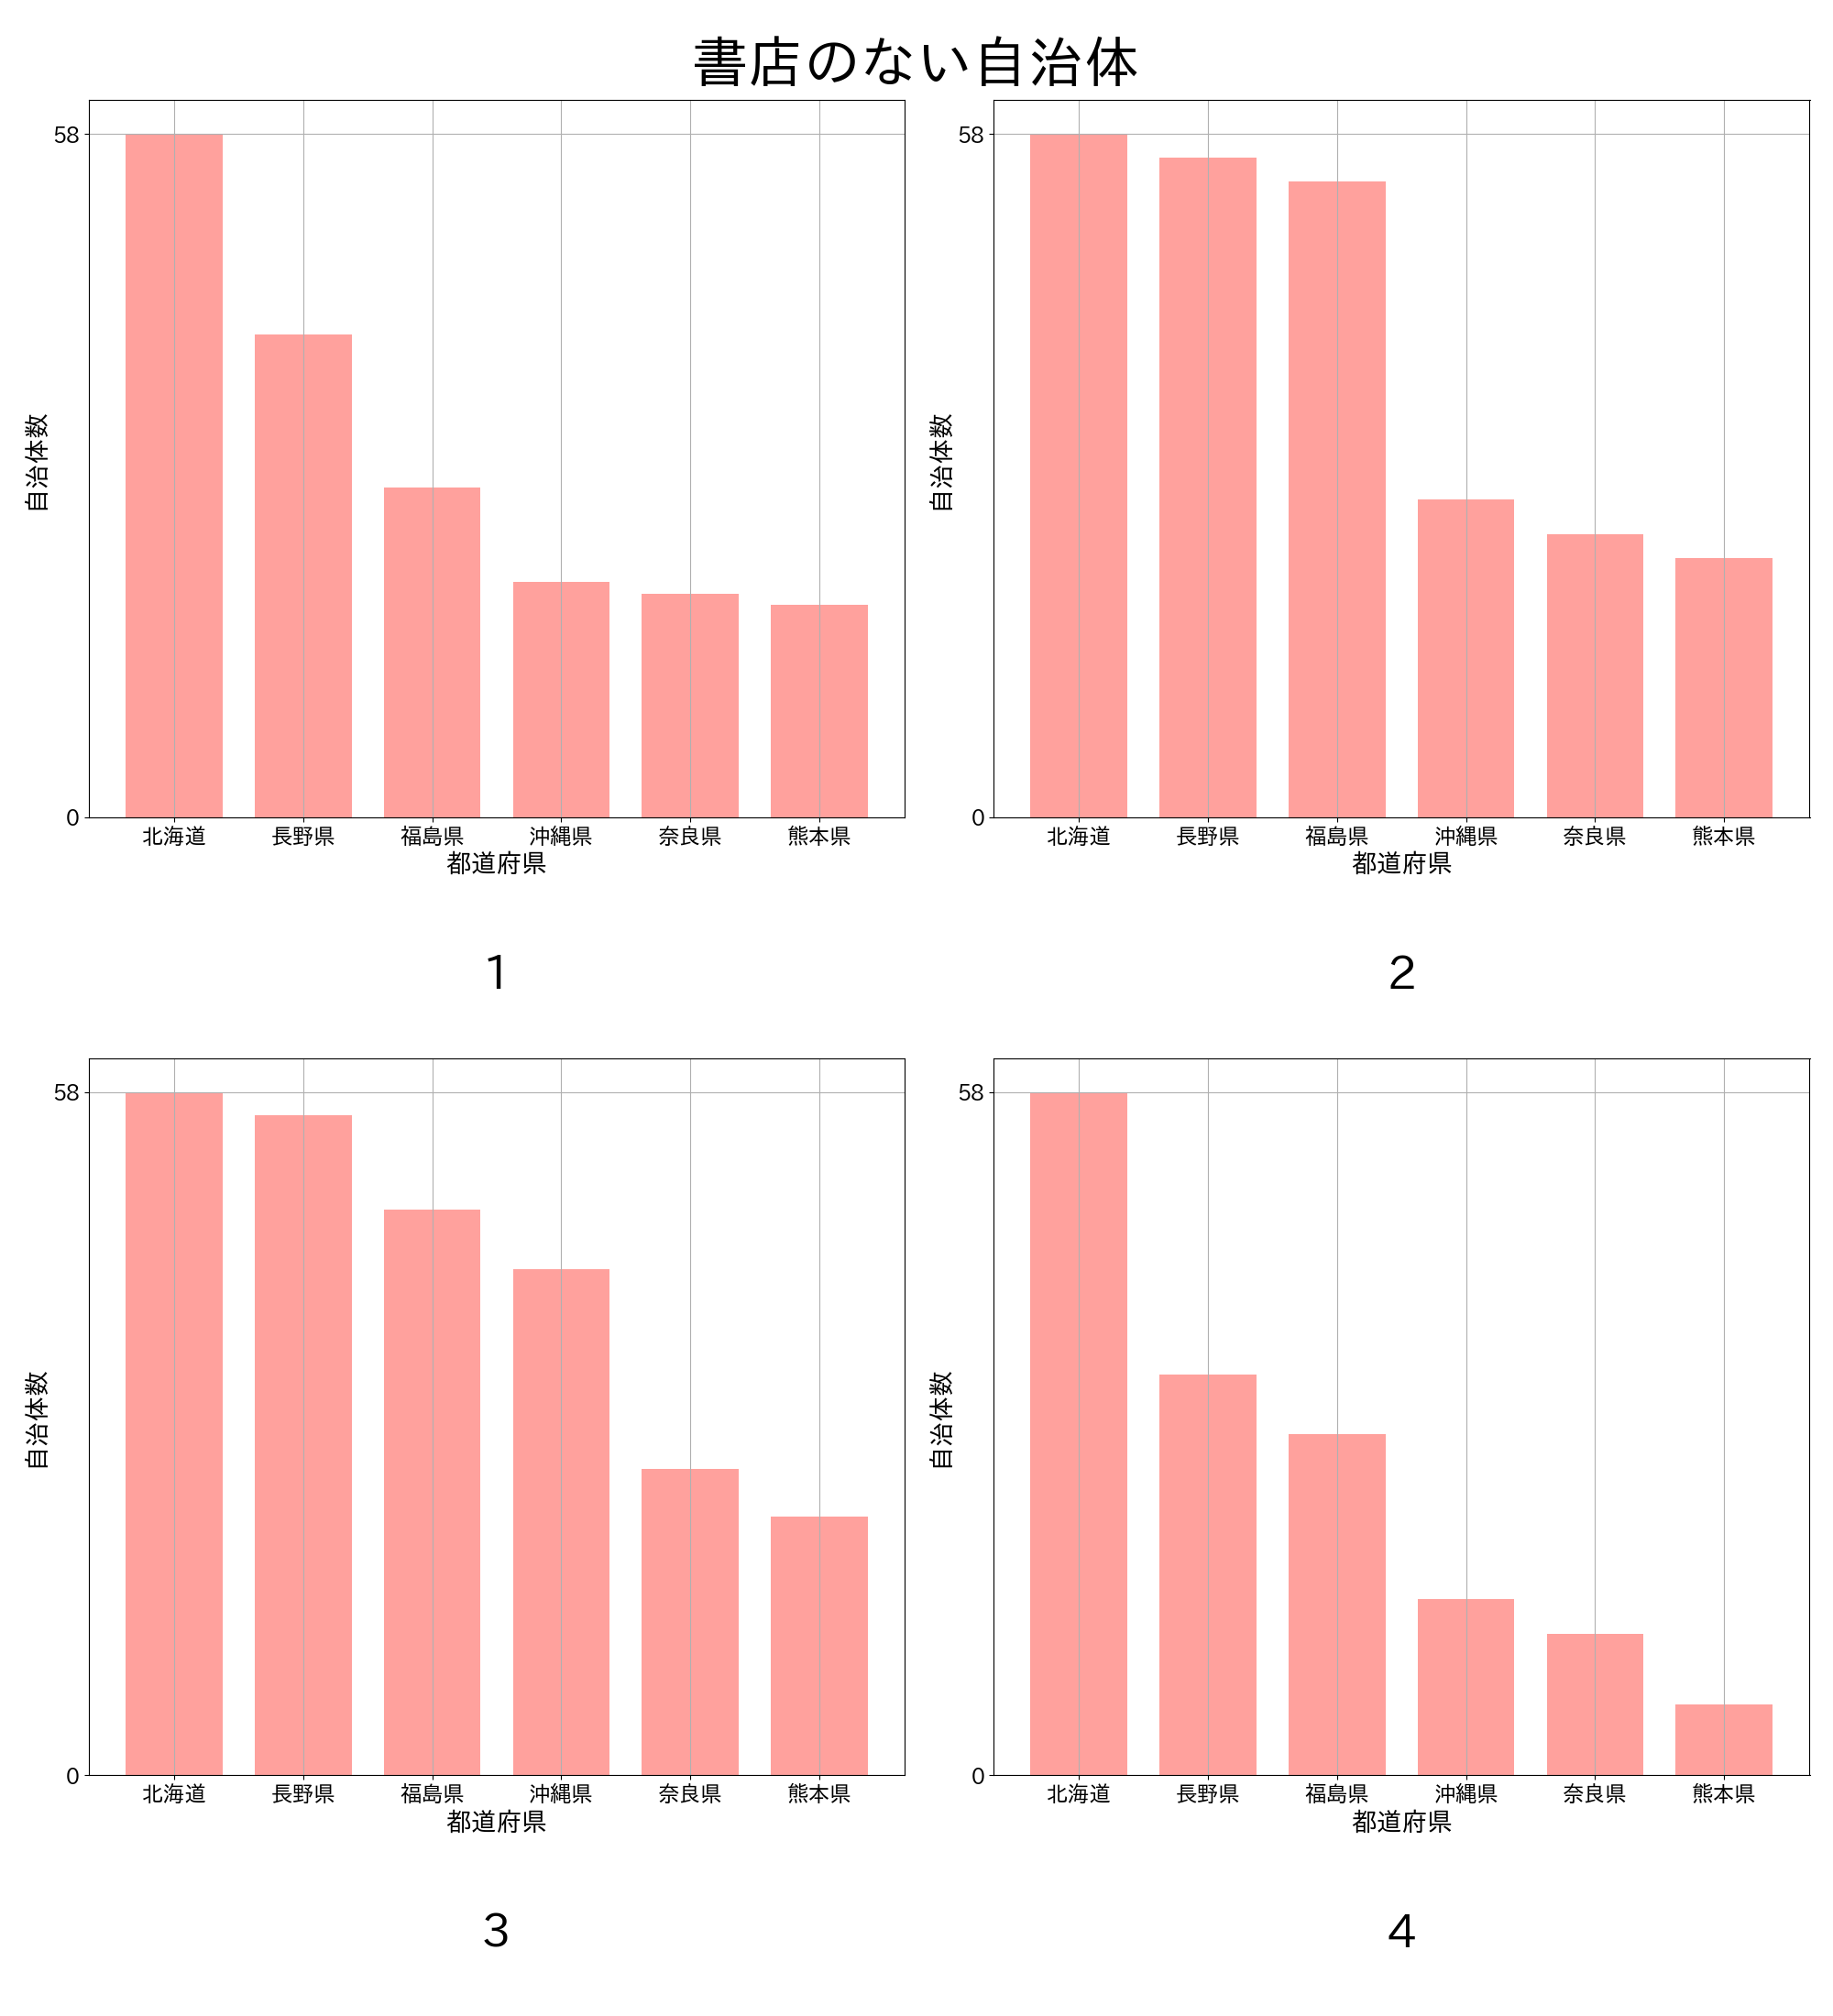 書店のない自治体
58
0
自治体数
北海道 長野県 福島県 沖縄県 奈良県 熊本県
都道府県
1
58
0
自治体数
北海道 長野県 福島県 沖縄県 奈良県 熊本県
都道府県
2
58
0
自治体数
北海道 長野県 福島県 沖縄県 奈良県 熊本県
都道府県
3
58
0
自治体数
北海道 長野県 福島県 沖縄県 奈良県 熊本県
都道府県
4